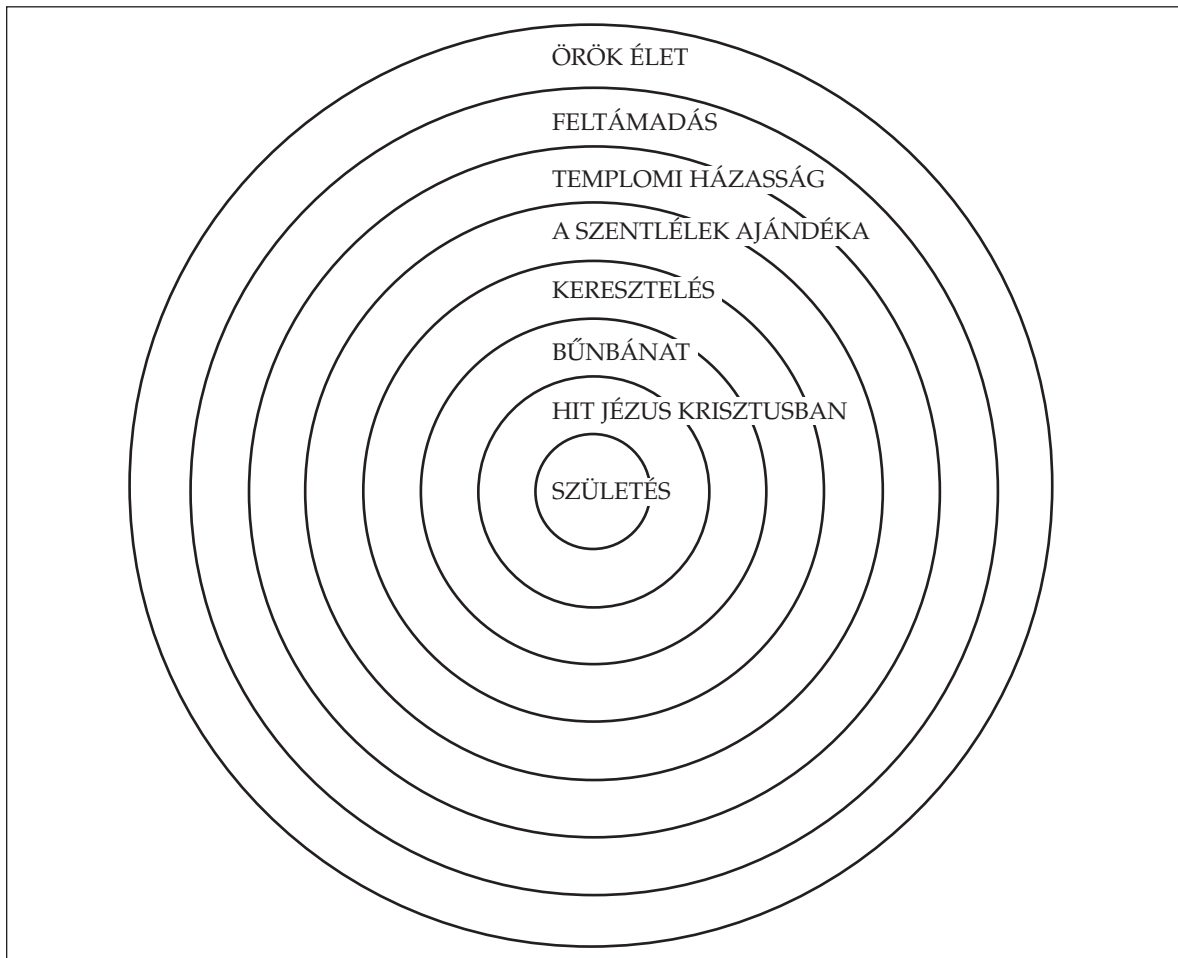 ÖRÖK ÉLET
FELTÁMADÁS
TEMPLOMI HÁZASSÁG
A SZENTLÉLEK AJÁNDÉKA
KERESZTELÉS
BŰNBÁNAT
HIT JÉZUS KRISZTUSBAN
SZÜLETÉS